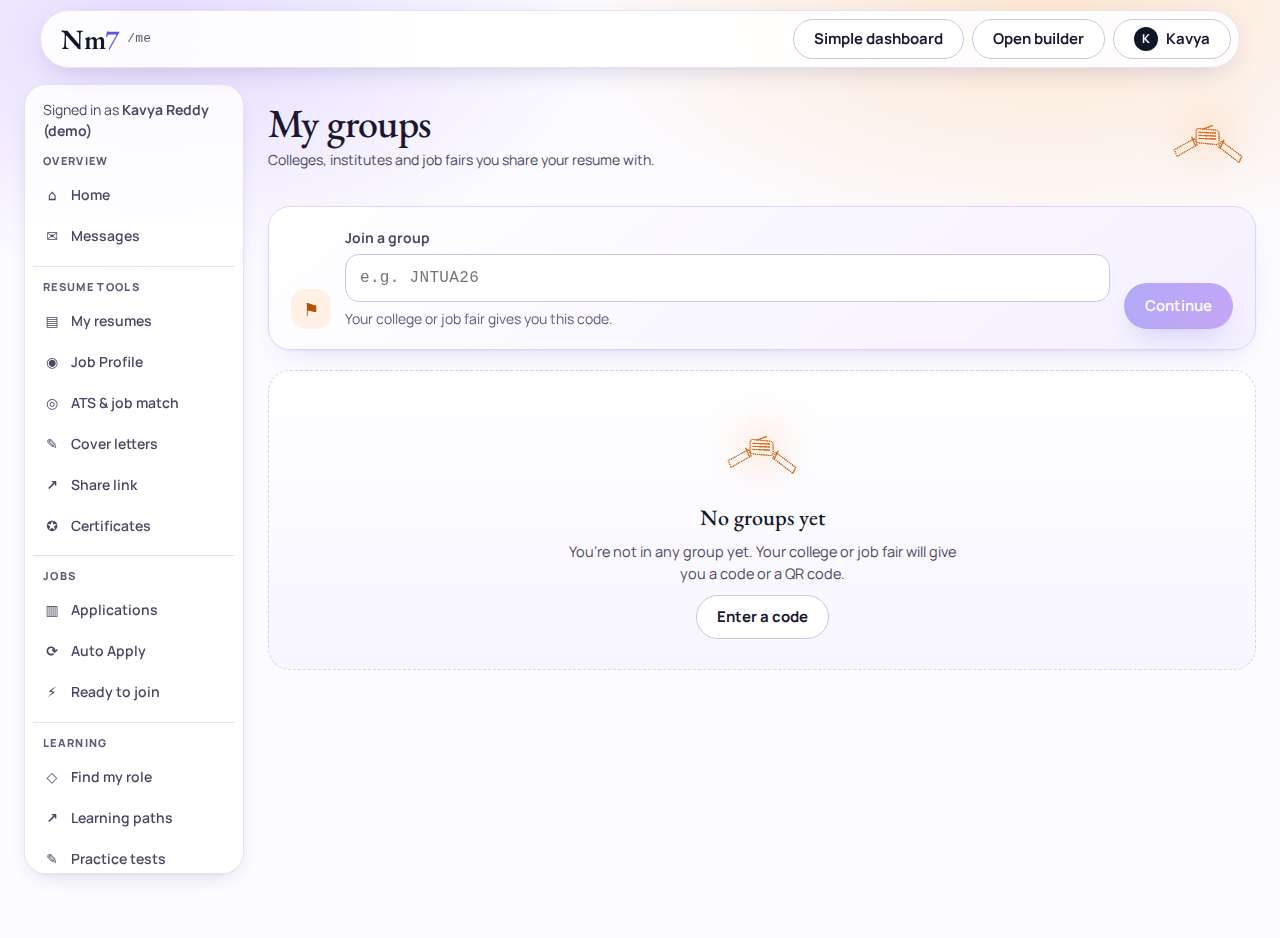 Nm7 /me
Simple dashboard
Open builder
K Kavya
Signed in as Kavya Reddy
(demo)
OVERVIEW
Home
Messages
RESUME TOOLS
My resumes
Job Profile
ATS & job match
Cover letters
Share link
Certificates
JOBS
Applications
Auto Apply
Ready to join
LEARNING
Find my role
Learning paths
Practice tests
My groups
Colleges, institutes and job fairs you share your resume with.
Join a group
e.g. JNTUA26
Your college or job fair gives you this code.
Continue
No groups yet
You're not in any group yet. Your college or job fair will give
you a code or a QR code.
Enter a code